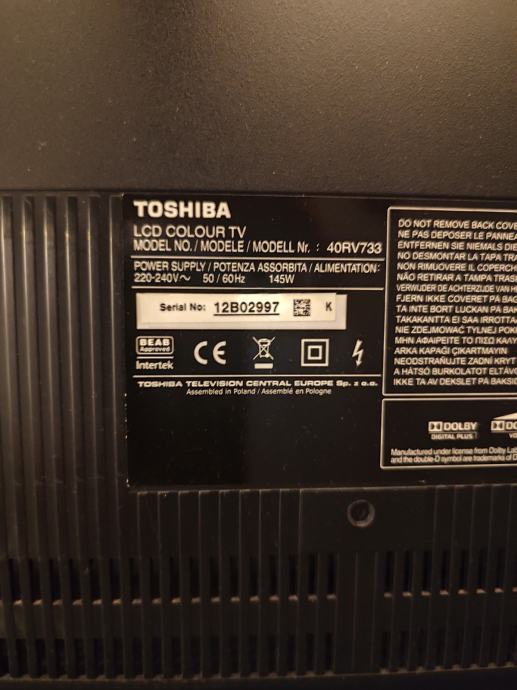 TOSHIBA
LCD COLOUR TV
MODEL NO. / MODELE / MODELL Nr. : 40RV733
POWER SUPPLY / POTENZA ASSORBITA / ALIMENTATION:
220-240V~ 50 / 60Hz 145W
Serial No: 12B02997 K
BEAB
Approved
Intertek
CE
TOSHIBA TELEVISION CENTRAL EUROPE Sp. z o.o.
Assembled in Poland / Assemblé en Pologne
DO NOT REMOVE BACK COVE
NE PAS DEPOSER LE PANNEA
ENTFERNEN SIE NIEMALS DIE
NO DESMONTAR LA TAPA TRA
NON RIMUOVERE IL COPERCHI
NÃO RETIRAR A TAMPA TRAS
VERWIJDER DE ACHTERZIJDE VAN H
FJERN IKKE COVERET PÅ BAG
TA INTE BORT LUCKAN PÅ BAK
TAKAKANTTA EI SAA IRROTTA
NIE ZDEJMOWAĆ TYLNEJ POK
ΜΗΝ ΑΦΑΙΡΕΙΤΕ ΤΟ ΠΙΣΩ ΚΑΛΥ
ARKA KAPAĞI ÇIKARTMAYIN
NEODSTRAŇUJTE ZADNÍ KRYT
A HÁTSÓ BURKOLATOT ELTÁVO
IKKE TA AV DEKSLET PÅ BAKSID
DOLBY
DIGITAL PLUS
Manufactured under license from Dolby Lab
and the double-D symbol are trademarks of D